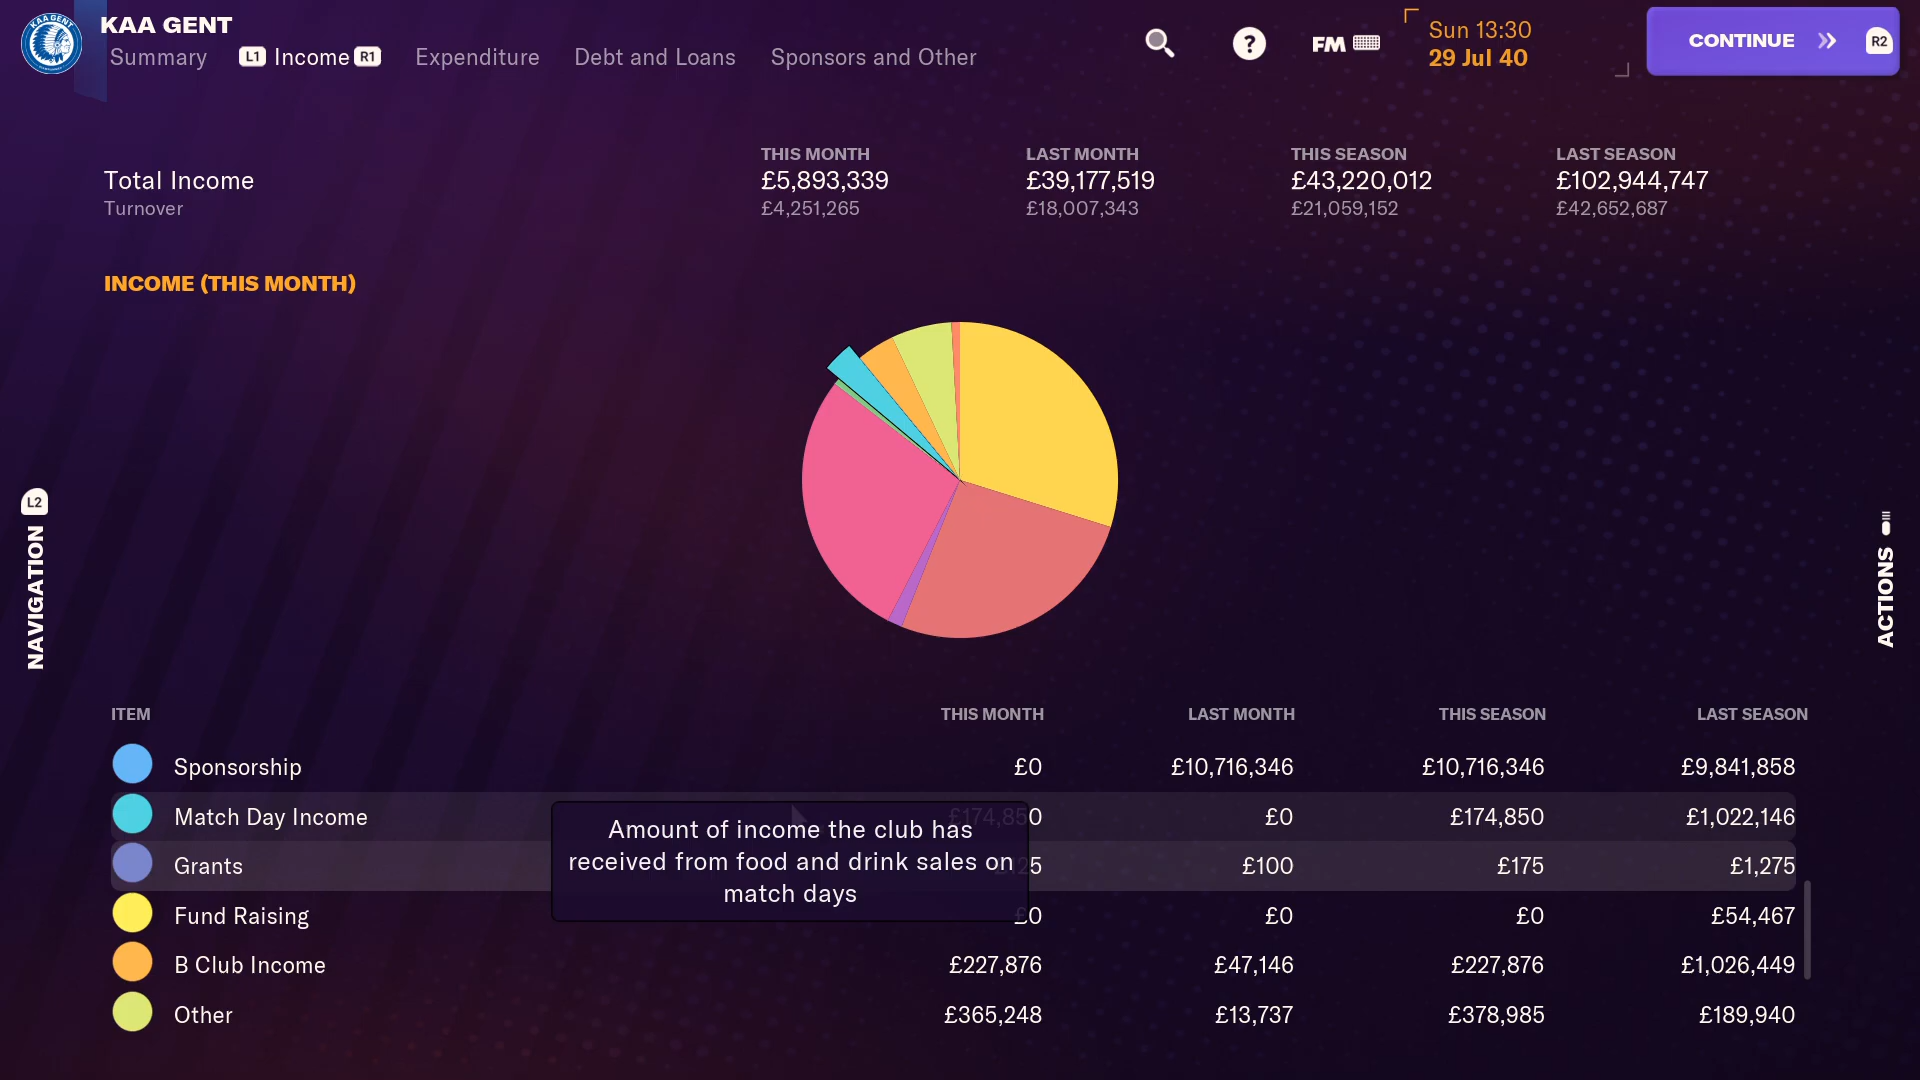 KAA GENT
Summary L1 Income R1 Expenditure Debt and Loans Sponsors and Other
FM
Sun 13:30
29 Jul 40
CONTINUE R2
THIS MONTH LAST MONTH THIS SEASON LAST SEASON
Total Income £5,893,339 £39,177,519 £43,220,012 £102,944,747
Turnover £4,251,265 £18,007,343 £21,059,152 £42,652,687
INCOME (THIS MONTH)
L2
NAVIGATION
ACTIONS
ITEM THIS MONTH LAST MONTH THIS SEASON LAST SEASON
Sponsorship £0 £10,716,346 £10,716,346 £9,841,858
Match Day Income £174,850 £0 £174,850 £1,022,146
Amount of income the club has
received from food and drink sales on
match days
Grants £100 £175 £1,275
Fund Raising £0 £0 £0 £54,467
B Club Income £227,876 £47,146 £227,876 £1,026,449
Other £365,248 £13,737 £378,985 £189,940